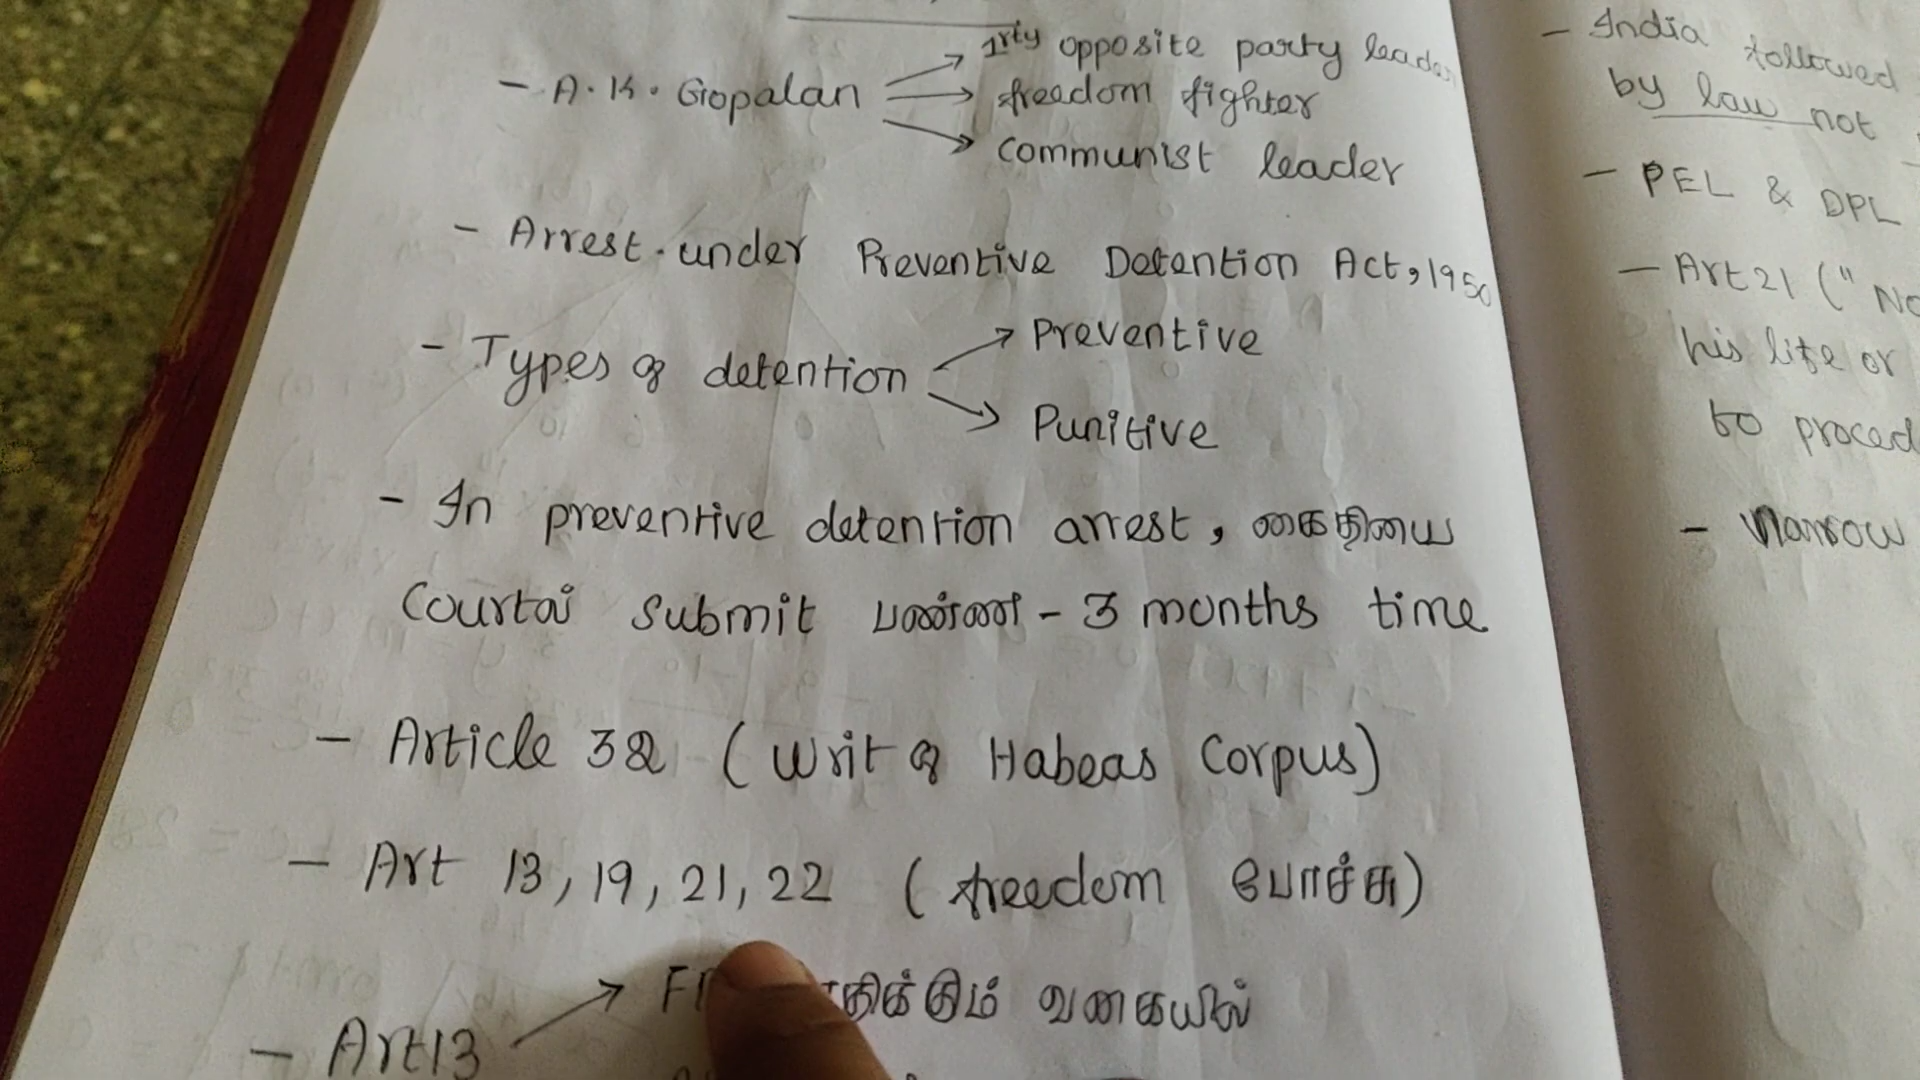 - A.K. Gopalan → 1rty opposite party leader
→ freedom fighter
→ communist leader
- Arrest under Preventive Detention Act, 1950
- Types of detention → Preventive
→ Punitive
- In preventive detention arrest, கைதியை
submit பண்ண - 3 months time
- Article 32 (Writ of Habeas Corpus)
- Art 13, 19, 21, 22 (freedom போச்சு)
- Art 13 → வகையில்
- India followed
by law not
- PEL & DPL
- Art 21 ("No
his life or
to proced
- Narrow